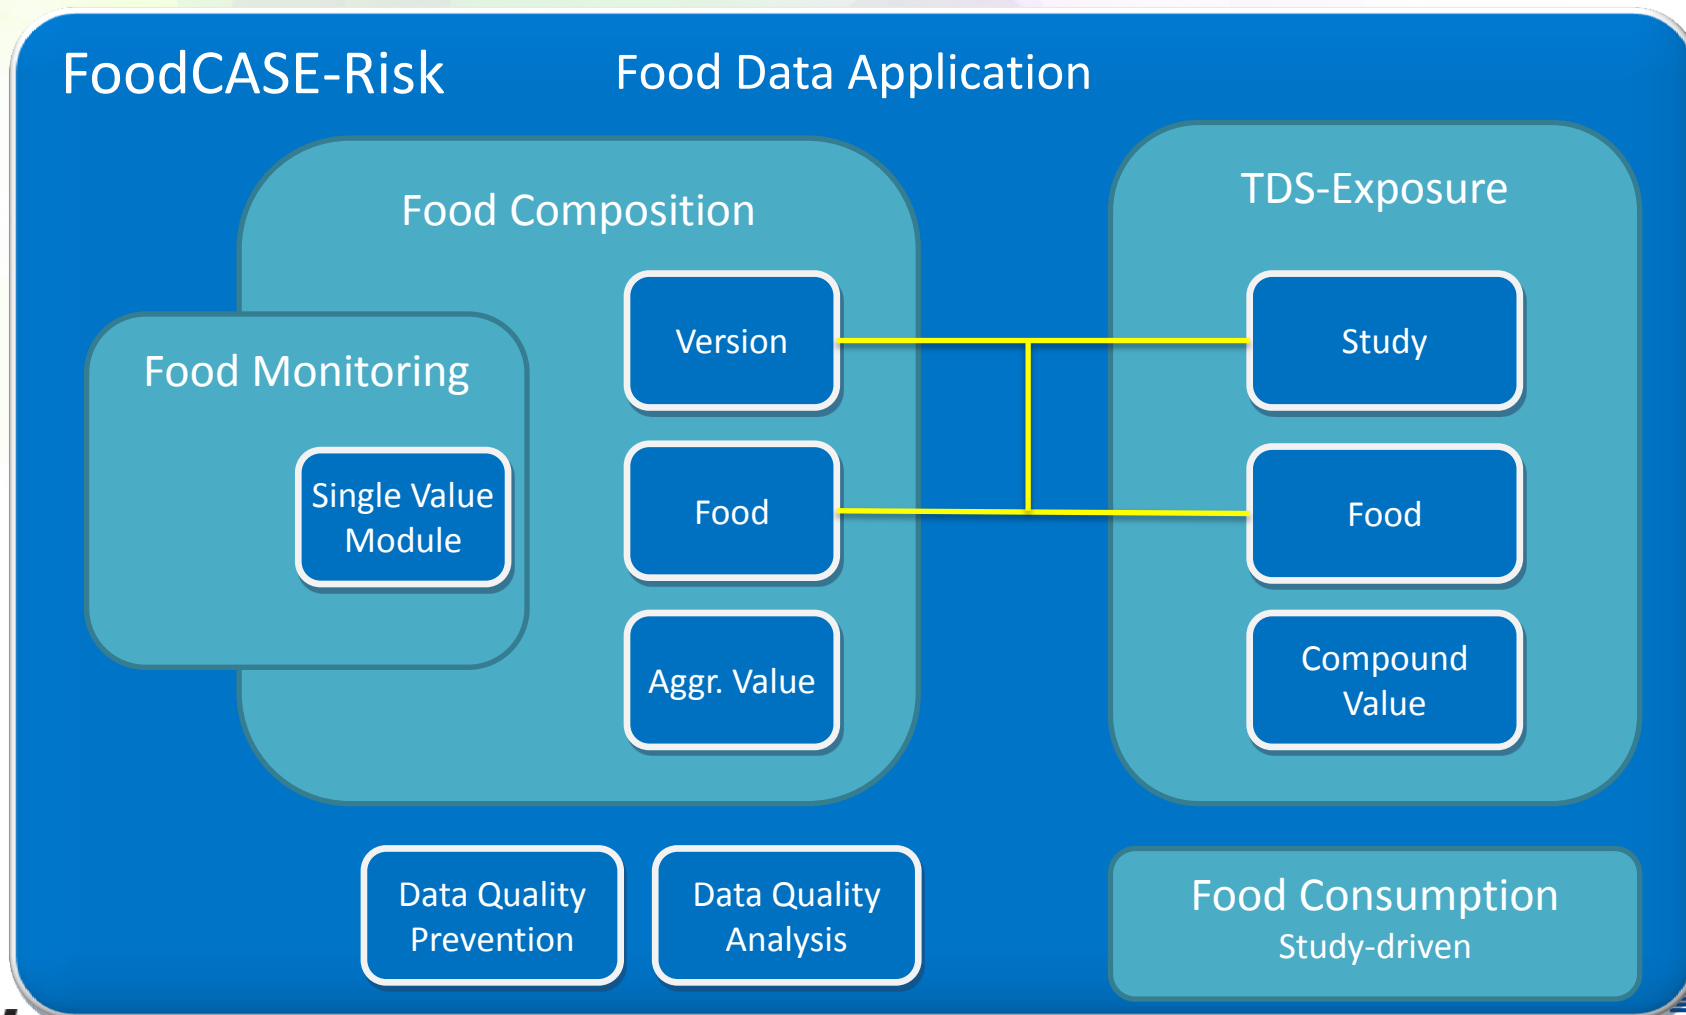 FoodCASE-Risk
Food Data Application
Food Composition
Food Monitoring
Single Value
Module
Version
Food
Aggr. Value
TDS-Exposure
Study
Food
Compound
Value
Data Quality
Prevention
Data Quality
Analysis
Food Consumption
Study-driven